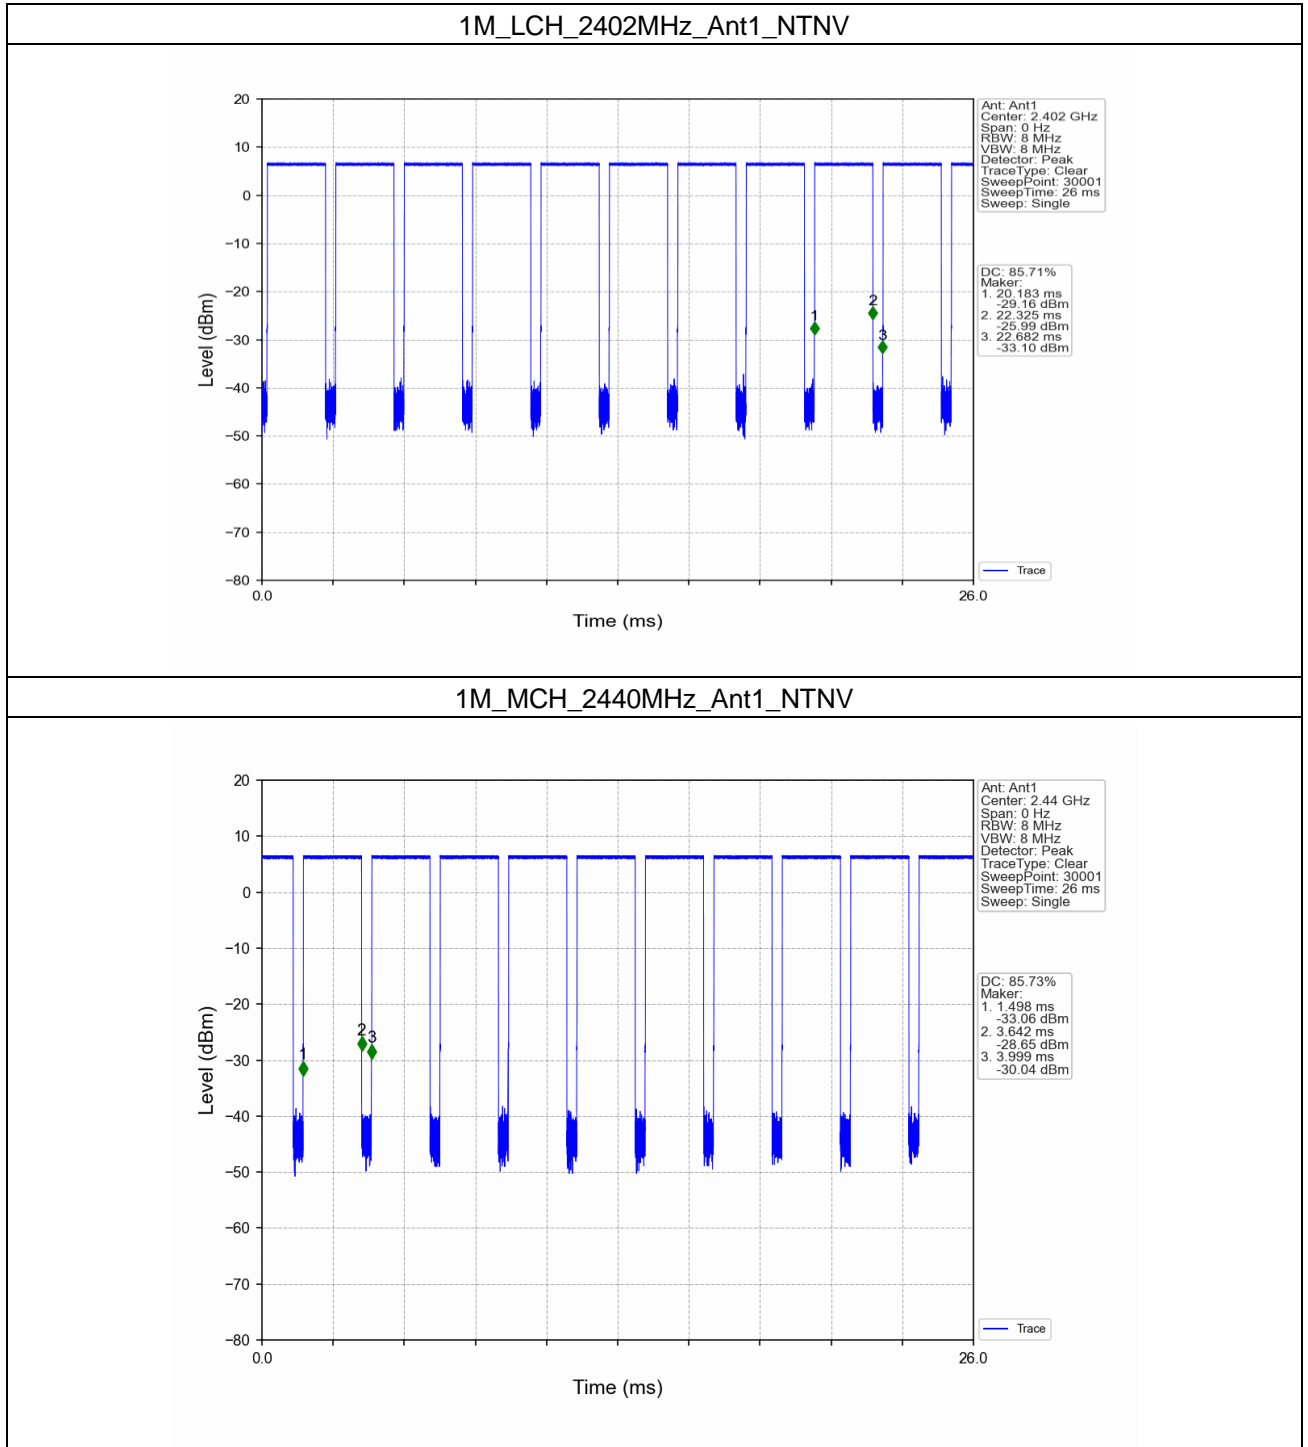 1M_LCH_2402MHz_Ant1_NTNV
20
10
0
−10
−20
−30
−40
−50
−60
−70
−80
Level (dBm)
0.0
26.0
Time (ms)
1
2
3
Ant: Ant1
Center: 2.402 GHz
Span: 0 Hz
RBW: 8 MHz
VBW: 8 MHz
Detector: Peak
TraceType: Clear
SweepPoint: 30001
SweepTime: 26 ms
Sweep: Single
DC: 85.71%
Maker:
1. 20.183 ms
-29.16 dBm
2. 22.325 ms
-25.99 dBm
3. 22.682 ms
-33.10 dBm
Trace
1M_MCH_2440MHz_Ant1_NTNV
20
10
0
−10
−20
−30
−40
−50
−60
−70
−80
Level (dBm)
0.0
26.0
Time (ms)
1
2
3
Ant: Ant1
Center: 2.44 GHz
Span: 0 Hz
RBW: 8 MHz
VBW: 8 MHz
Detector: Peak
TraceType: Clear
SweepPoint: 30001
SweepTime: 26 ms
Sweep: Single
DC: 85.73%
Maker:
1. 1.498 ms
-33.06 dBm
2. 3.642 ms
-28.65 dBm
3. 3.999 ms
-30.04 dBm
Trace